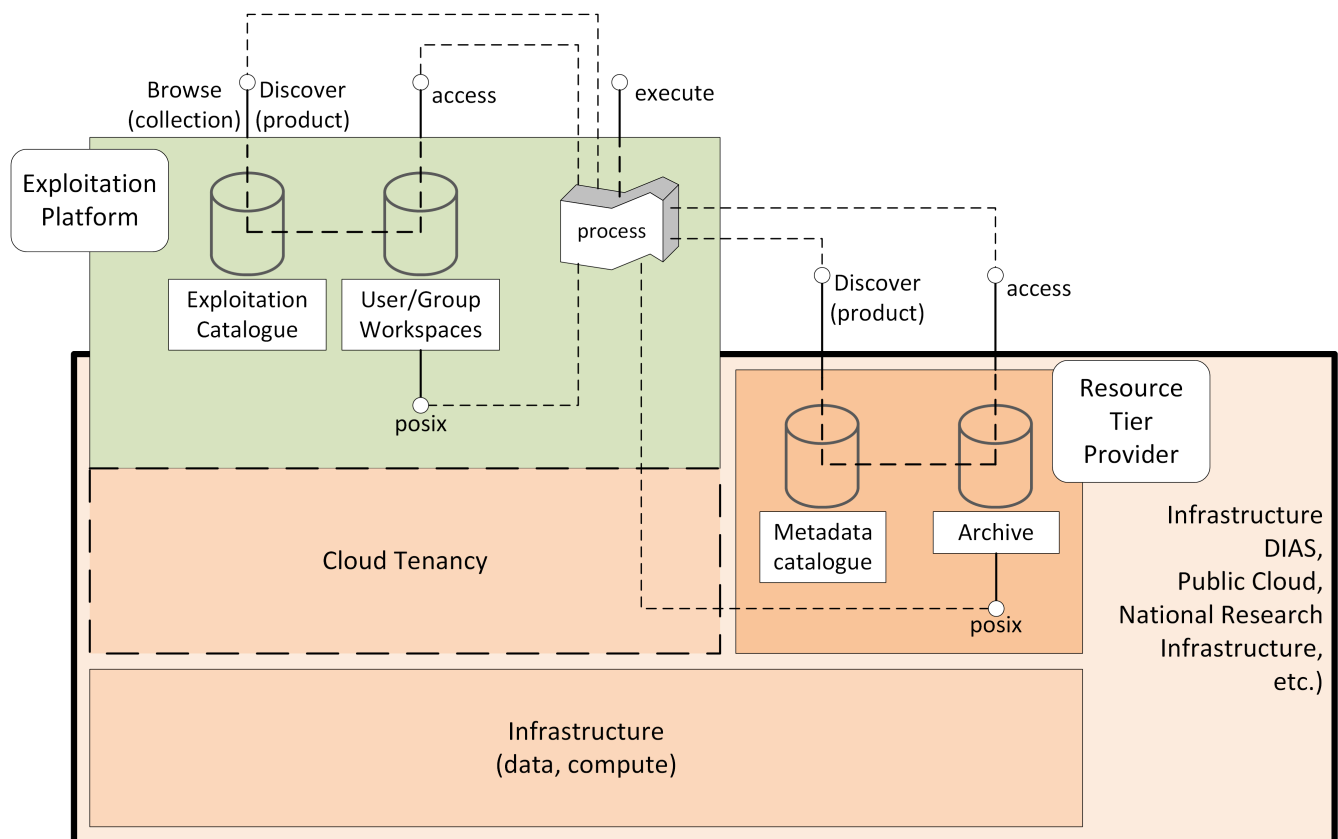 Browse
(collection)
Discover
(product)
access
execute
Exploitation
Platform
process
Exploitation
Catalogue
User/Group
Workspaces
posix
Discover
(product)
access
Resource
Tier
Provider
Metadata
catalogue
Archive
posix
Cloud Tenancy
Infrastructure
DIAS,
Public Cloud,
National Research
Infrastructure,
etc.)
Infrastructure
(data, compute)